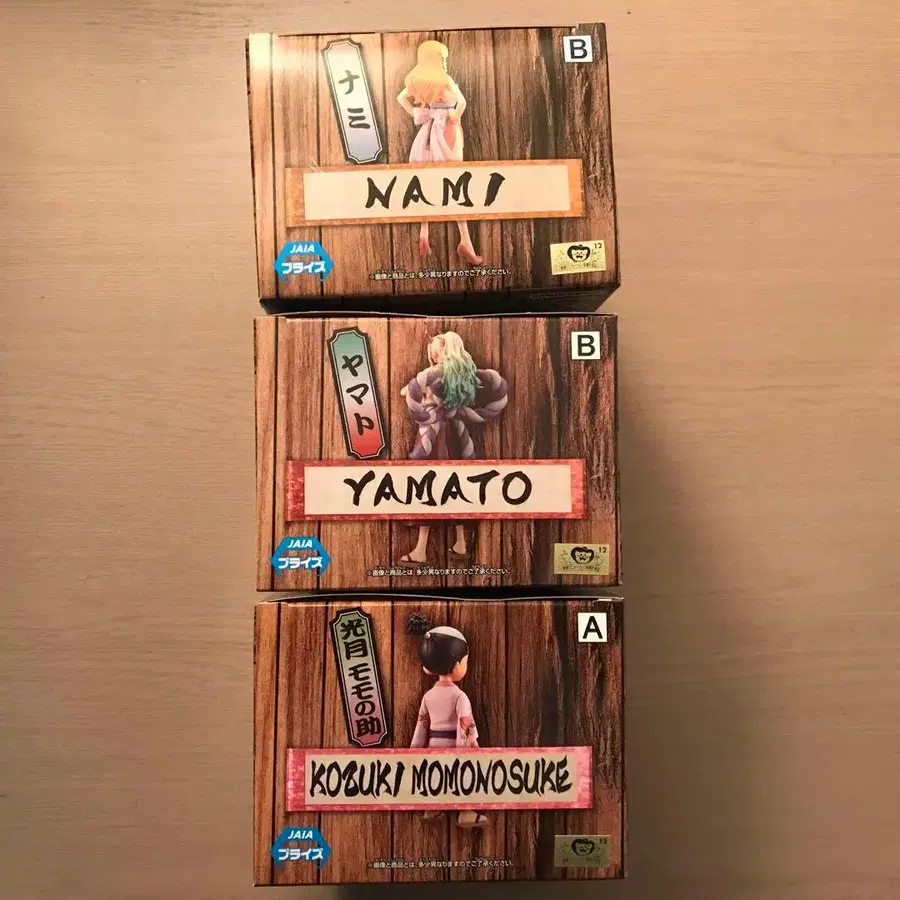 B
ナミ
NAMI
JAIA
プライズ
※画像と商品とは、多少異なりますのでご了承ください。
12
B
ヤマト
YAMATO
JAIA
プライズ
※画像と商品とは、多少異なりますのでご了承ください。
12
A
光月 モモの助
KOZUKI MOMONOSUKE
JAIA
プライズ
※画像と商品とは、多少異なりますのでご了承ください。